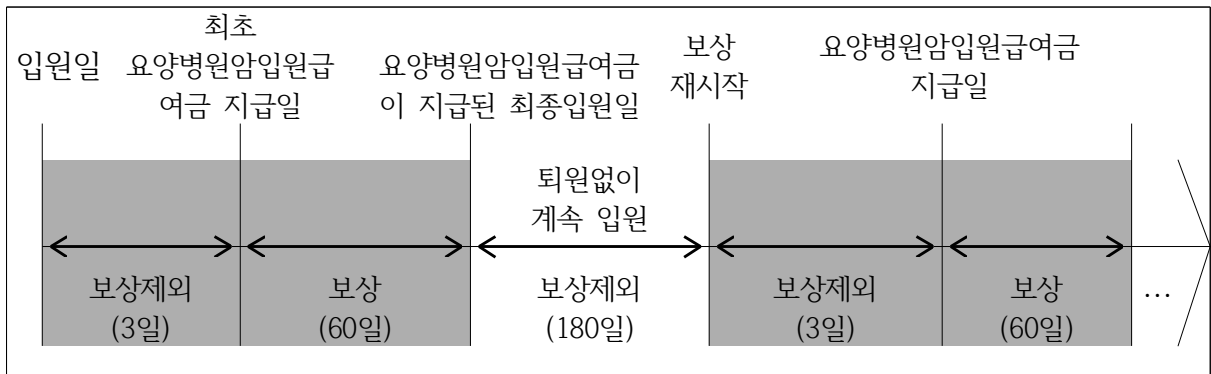 입원일
최초
요양병원암입원급
여금 지급일
요양병원암입원급여금
이 지급된 최종입원일
보상
재시작
요양병원암입원급여금
지급일
퇴원없이
계속 입원
보상제외
(3일)
보상
(60일)
보상제외
(180일)
보상제외
(3일)
보상
(60일)
…